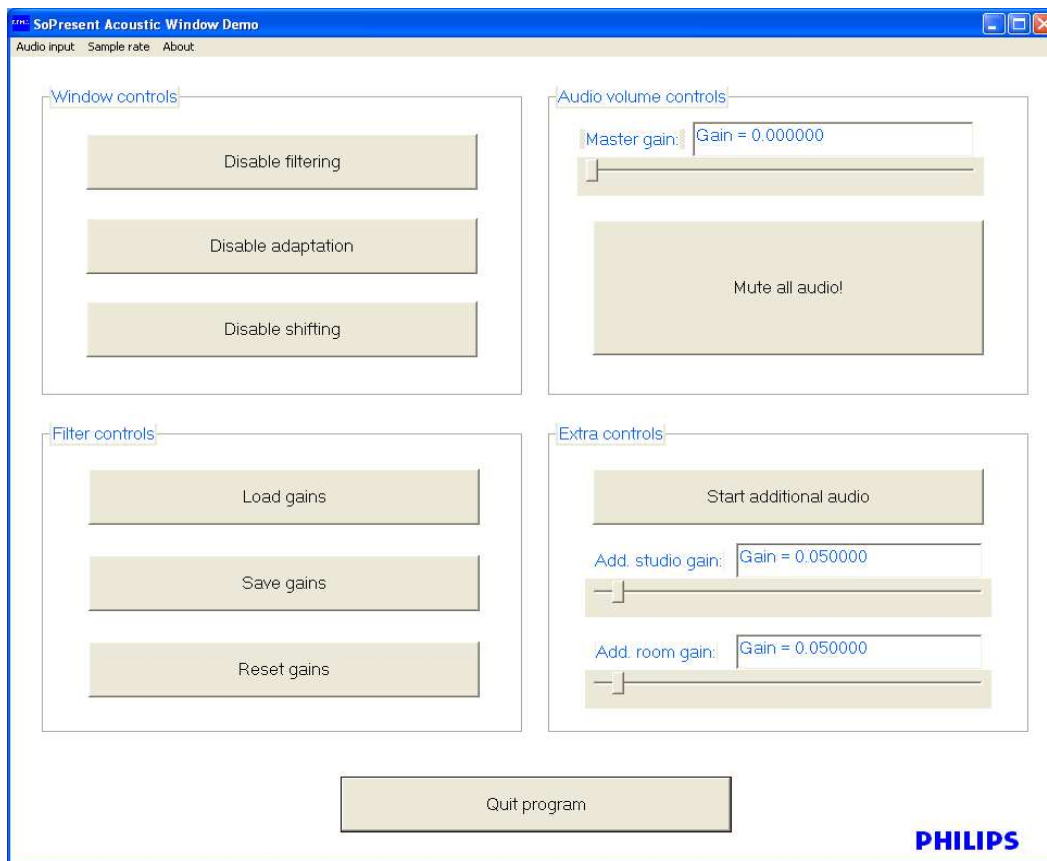 SoPresent Acoustic Window Demo
Audio input Sample rate About
Window controls
Disable filtering
Disable adaptation
Disable shifting
Audio volume controls
Master gain: Gain = 0.000000
Mute all audio!
Filter controls
Load gains
Save gains
Reset gains
Extra controls
Start additional audio
Add. studio gain: Gain = 0.050000
Add. room gain: Gain = 0.050000
Quit program
PHILIPS